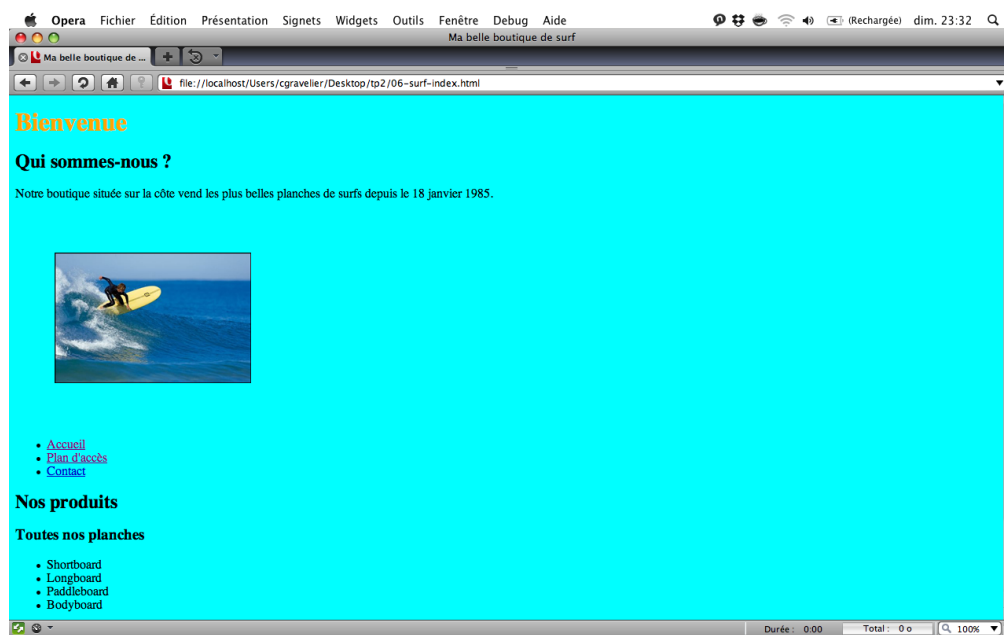 Opera Fichier Édition Présentation Signets Widgets Outils Fenêtre Debug Aide (Rechargée) dim. 23:32
Ma belle boutique de surf
Ma belle boutique de ...
file://localhost/Users/cgravelier/Desktop/tp2/06-surf-index.html
Bienvenue
Qui sommes-nous ?
Notre boutique située sur la côte vend les plus belles planches de surfs depuis le 18 janvier 1985.
Accueil
Plan d'accès
Contact
Nos produits
Toutes nos planches
Shortboard
Longboard
Paddleboard
Bodyboard
Durée : 0:00 Total : 0 o 100%